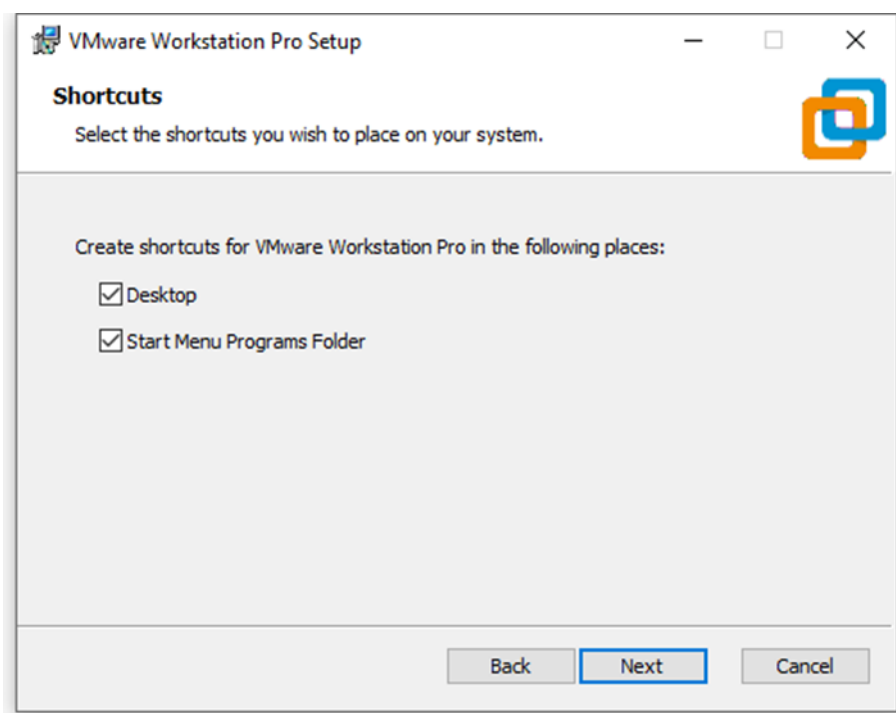 VMware Workstation Pro Setup
Shortcuts
Select the shortcuts you wish to place on your system.
Create shortcuts for VMware Workstation Pro in the following places:
Desktop
Start Menu Programs Folder
Back Next Cancel